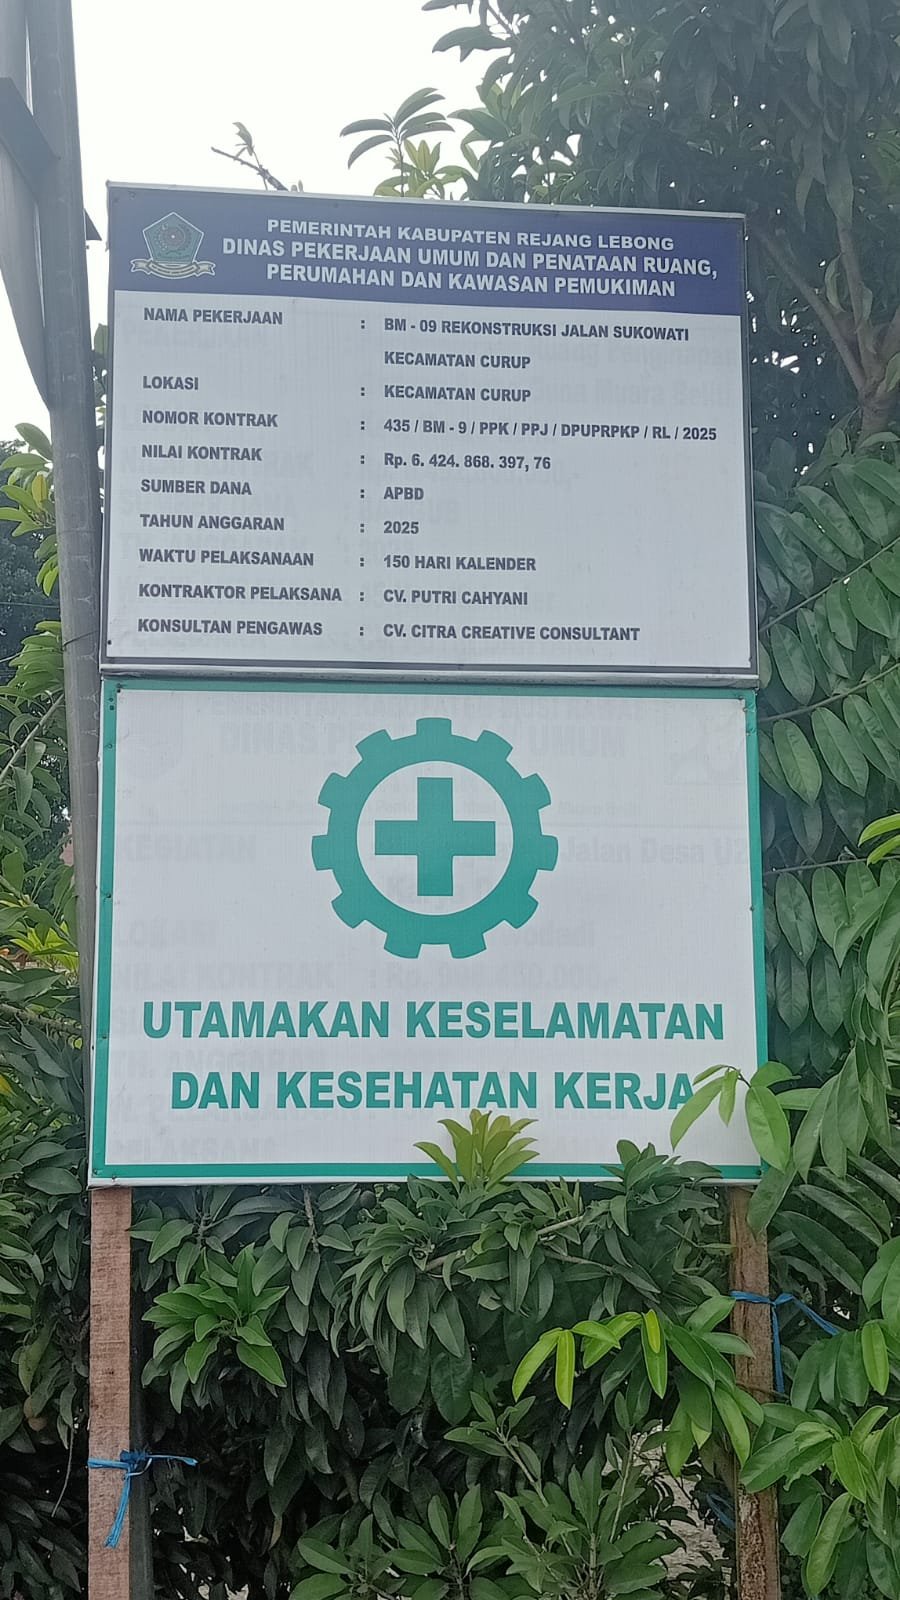 PEMERINTAH KABUPATEN REJANG LEBONG
DINAS PEKERJAAN UMUM DAN PENATAAN RUANG,
PERUMAHAN DAN KAWASAN PEMUKIMAN
NAMA PEKERJAAN : BM - 09 REKONSTRUKSI JALAN SUKOWATI
KECAMATAN CURUP
LOKASI : KECAMATAN CURUP
NOMOR KONTRAK : 435 / BM - 9 / PPK / PPJ / DPUPRPKP / RL / 2025
NILAI KONTRAK : Rp. 6. 424. 868. 397, 76
SUMBER DANA : APBD
TAHUN ANGGARAN : 2025
WAKTU PELAKSANAAN : 150 HARI KALENDER
KONTRAKTOR PELAKSANA : CV. PUTRI CAHYANI
KONSULTAN PENGAWAS : CV. CITRA CREATIVE CONSULTANT
UTAMAKAN KESELAMATAN
DAN KESEHATAN KERJA